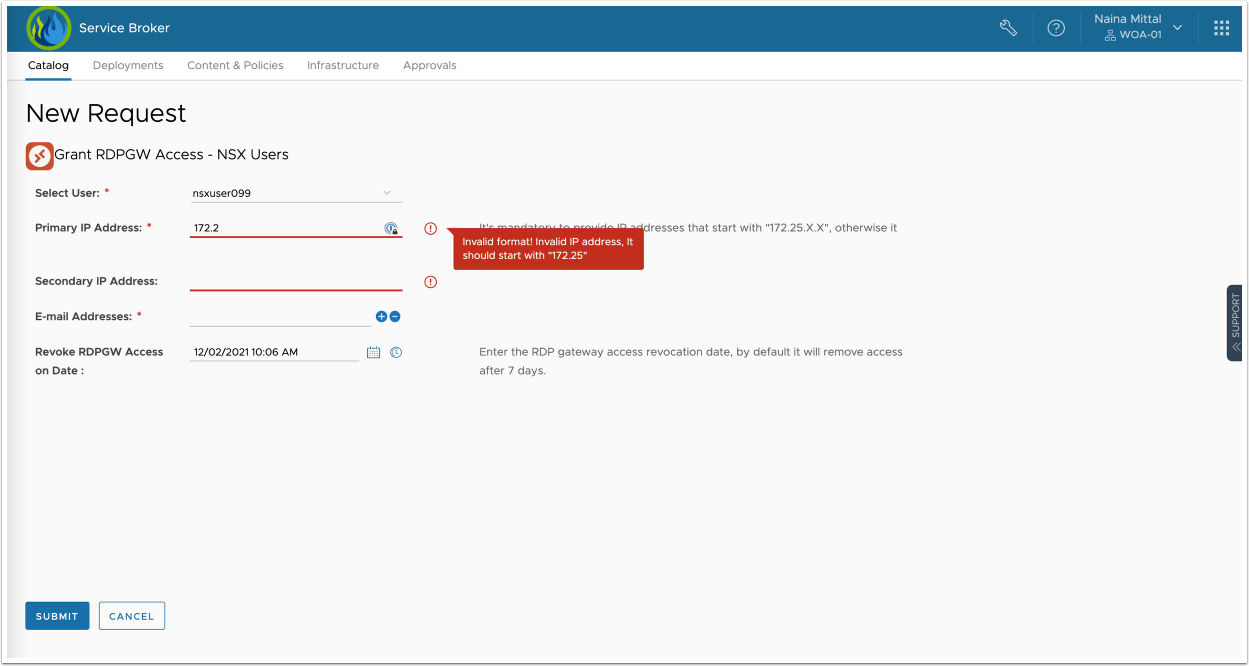 Service Broker
Naina Mittal
WOA-01
Catalog Deployments Content & Policies Infrastructure Approvals
New Request
Grant RDPGW Access - NSX Users
Select User: * nsxuser099
Primary IP Address: * 172.2
It's mandatory to provide IP addresses that start with "172.25.X.X", otherwise it
Invalid format! Invalid IP address, It
should start with "172.25"
Secondary IP Address:
E-mail Addresses: *
Revoke RDPGW Access
on Date :
12/02/2021 10:06 AM
Enter the RDP gateway access revocation date, by default it will remove access
after 7 days.
SUPPORT
SUBMIT CANCEL